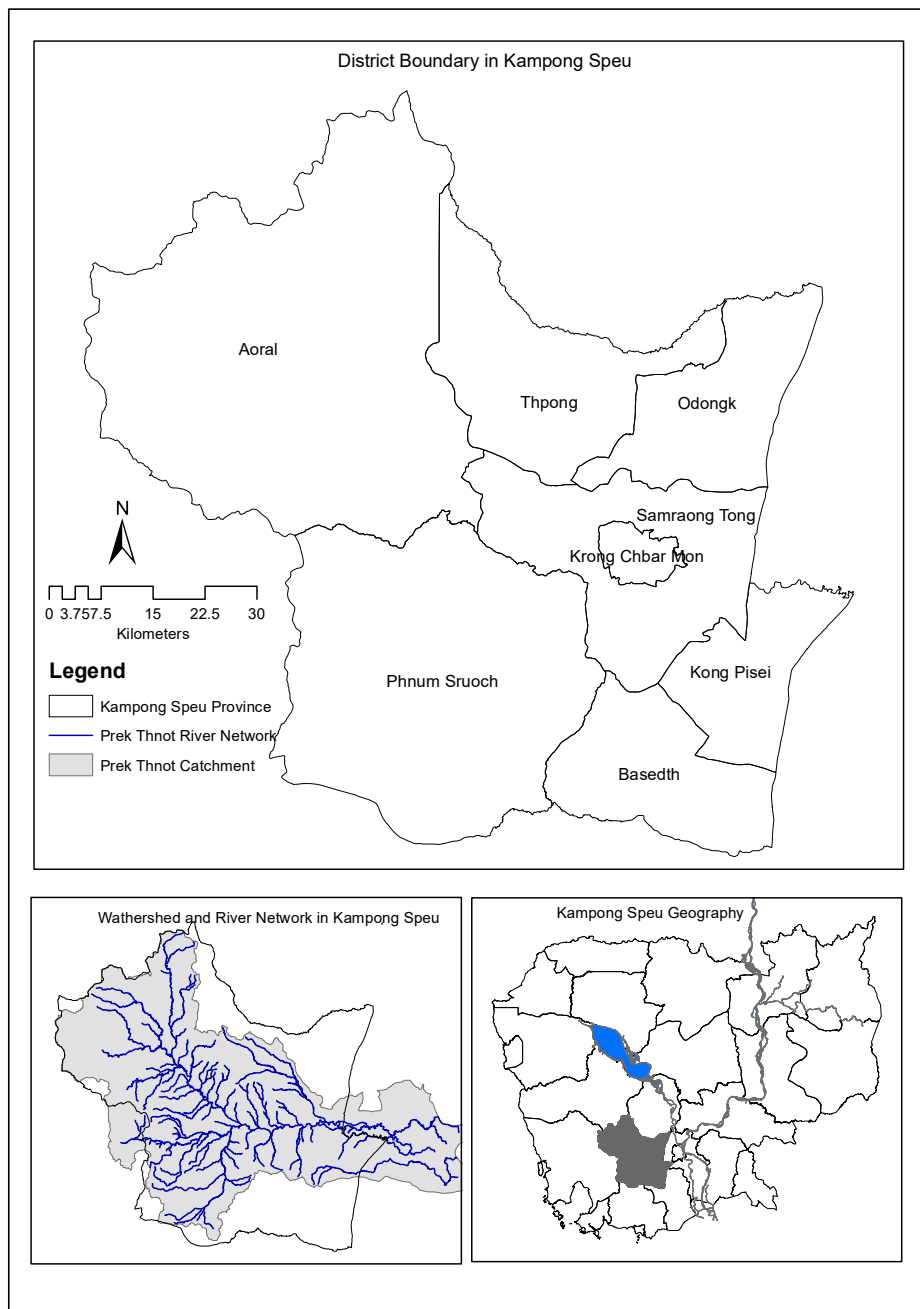 District Boundary in Kampong Speu
Aoral
Thpong
Odongk
Samraong Tong
Krong Chbar Mon
Kong Pisei
Phnum Sruoch
Basedth
N
0 3.757.5 15 22.5 30
Kilometers
Legend
Kampong Speu Province
Prek Thnot River Network
Prek Thnot Catchment
Wathershed and River Network in Kampong Speu
Kampong Speu Geography